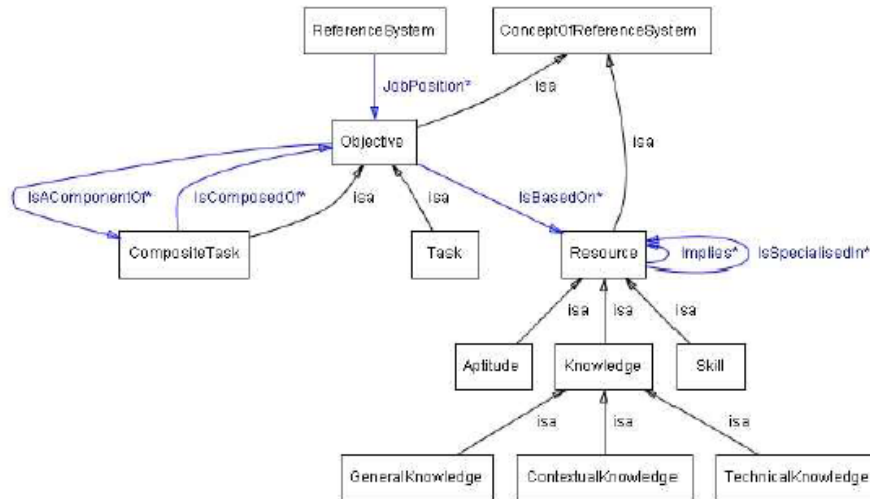 ReferenceSystem
ConceptOfReferenceSystem
JobPosition*
isa
Objective
isa
IsAComponentOf*
IsComposedOf*
isa
isa
IsBasedOn*
CompositeTask
Task
Resource
Implies*
IsSpecialisedIn*
isa
isa
isa
Aptitude
Knowledge
Skill
isa
isa
isa
GeneralKnowledge
ContextualKnowledge
TechnicalKnowledge